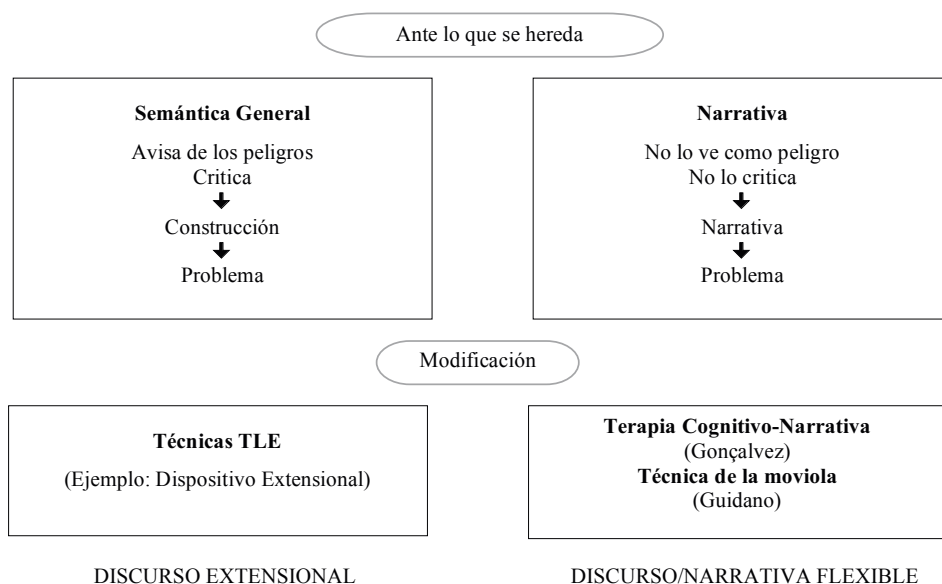 Ante lo que se hereda
Semántica General
Avisa de los peligros
Critica
Construcción
Problema
Narrativa
No lo ve como peligro
No lo critica
Narrativa
Problema
Modificación
Técnicas TLE
(Ejemplo: Dispositivo Extensional)
Terapia Cognitivo-Narrativa
(Gonçalvez)
Técnica de la moviola
(Guidano)
DISCURSO EXTENSIONAL
DISCURSO/NARRATIVA FLEXIBLE